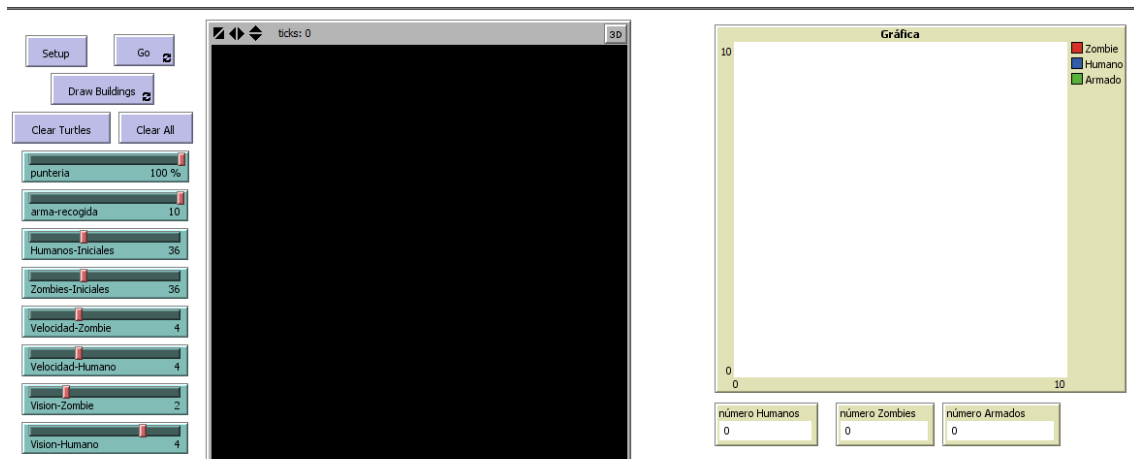 Setup
Go
Draw Buildings
Clear Turtles
Clear All
punteria 100 %
arma-recogida 10
Humanos-Iniciales 36
Zombies-Iniciales 36
Velocidad-Zombie 4
Velocidad-Humano 4
Vision-Zombie 2
Vision-Humano 4
ticks: 0
3D
Gráfica
10
0
0
10
Zombie
Humano
Armado
número Humanos
0
número Zombies
0
número Armados
0